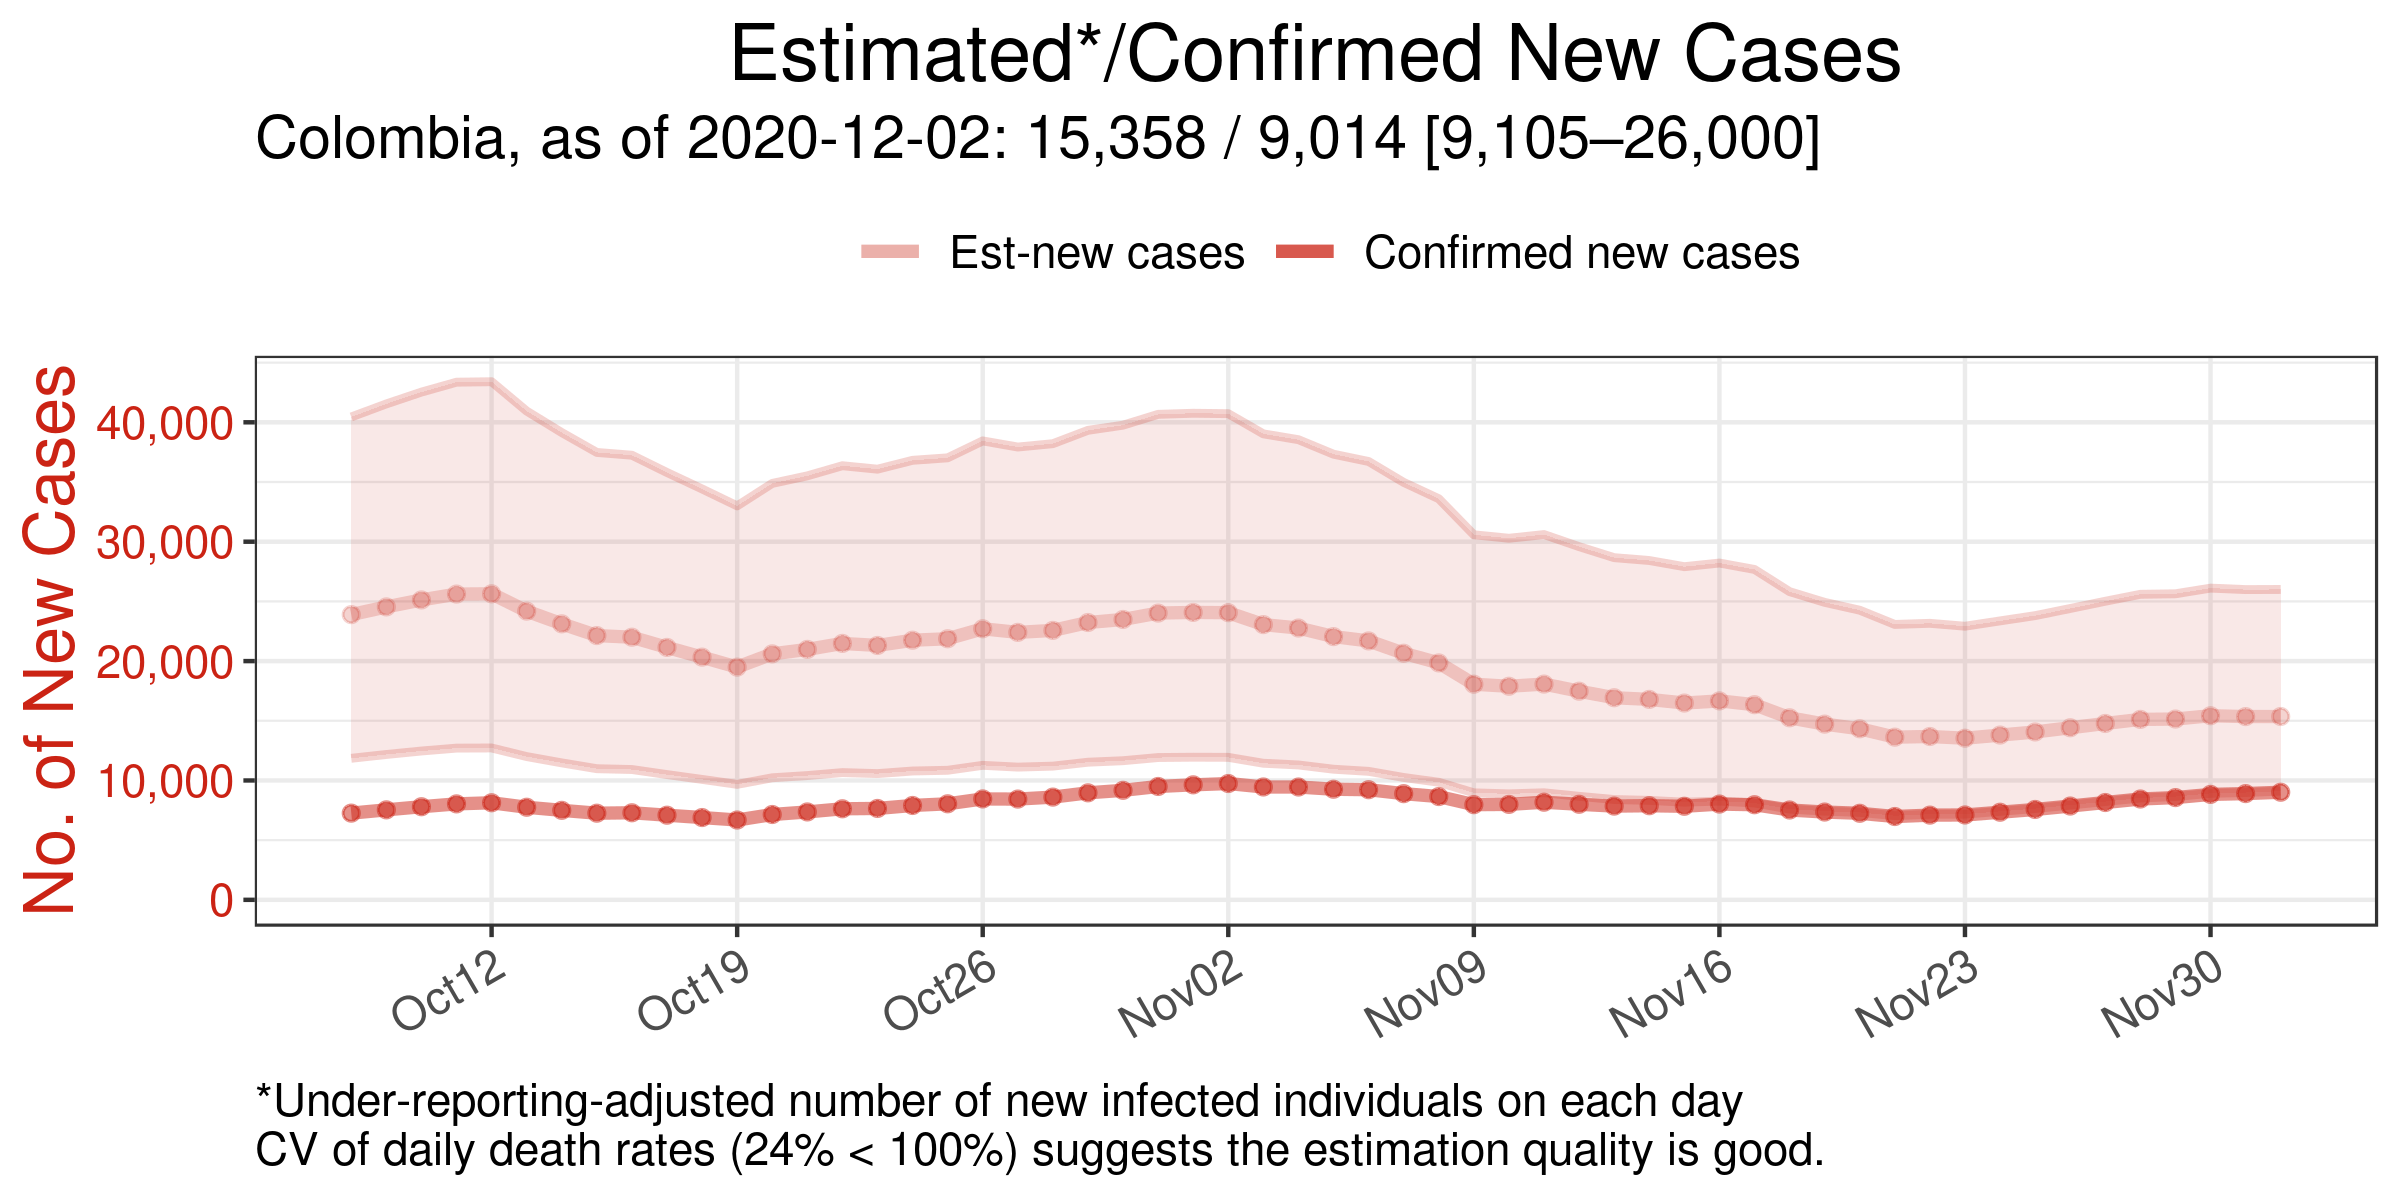 Estimated*/Confirmed New Cases
Colombia, as of 2020-12-02: 15,358 / 9,014 [9,105–26,000]
Est-new cases
Confirmed new cases
No. of New Cases
40,000
30,000
20,000
10,000
0
Oct12
Oct19
Oct26
Nov02
Nov09
Nov16
Nov23
Nov30
*Under-reporting-adjusted number of new infected individuals on each day
CV of daily death rates (24% < 100%) suggests the estimation quality is good.